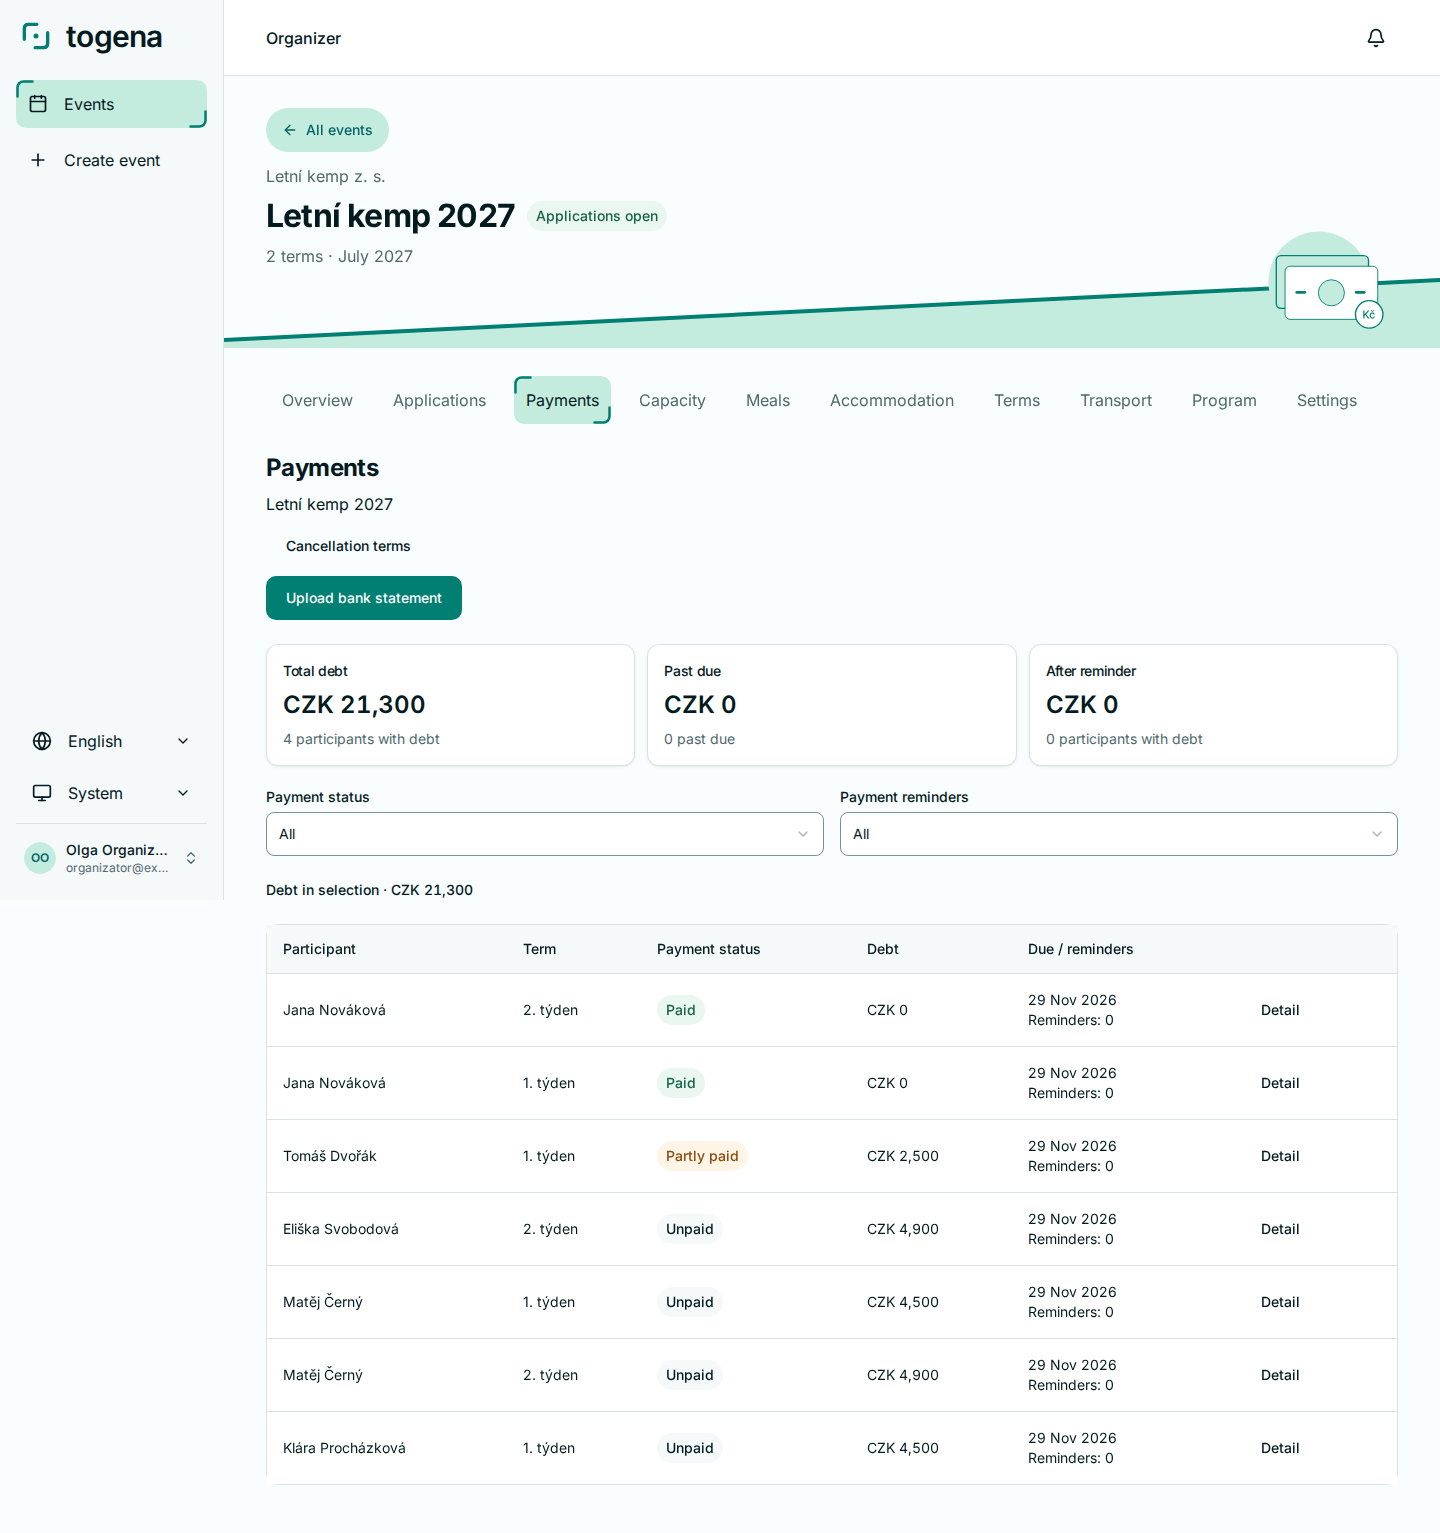 togena
Organizer
Events
Create event
All events
Letní kemp z. s.
Letní kemp 2027 Applications open
2 terms · July 2027
Kč
Overview Applications Payments Capacity Meals Accommodation Terms Transport Program Settings
Payments
Letní kemp 2027
Cancellation terms
Upload bank statement
Total debt
CZK 21,300
4 participants with debt
Past due
CZK 0
0 past due
After reminder
CZK 0
0 participants with debt
English
System
OO Olga Organiz...
organizator@ex...
Payment status
All
Payment reminders
All
Debt in selection · CZK 21,300
Participant Term Payment status Debt Due / reminders
Jana Nováková 2. týden Paid CZK 0 29 Nov 2026 Detail
Reminders: 0
Jana Nováková 1. týden Paid CZK 0 29 Nov 2026 Detail
Reminders: 0
Tomáš Dvořák 1. týden Partly paid CZK 2,500 29 Nov 2026 Detail
Reminders: 0
Eliška Svobodová 2. týden Unpaid CZK 4,900 29 Nov 2026 Detail
Reminders: 0
Matěj Černý 1. týden Unpaid CZK 4,500 29 Nov 2026 Detail
Reminders: 0
Matěj Černý 2. týden Unpaid CZK 4,900 29 Nov 2026 Detail
Reminders: 0
Klára Procházková 1. týden Unpaid CZK 4,500 29 Nov 2026 Detail
Reminders: 0